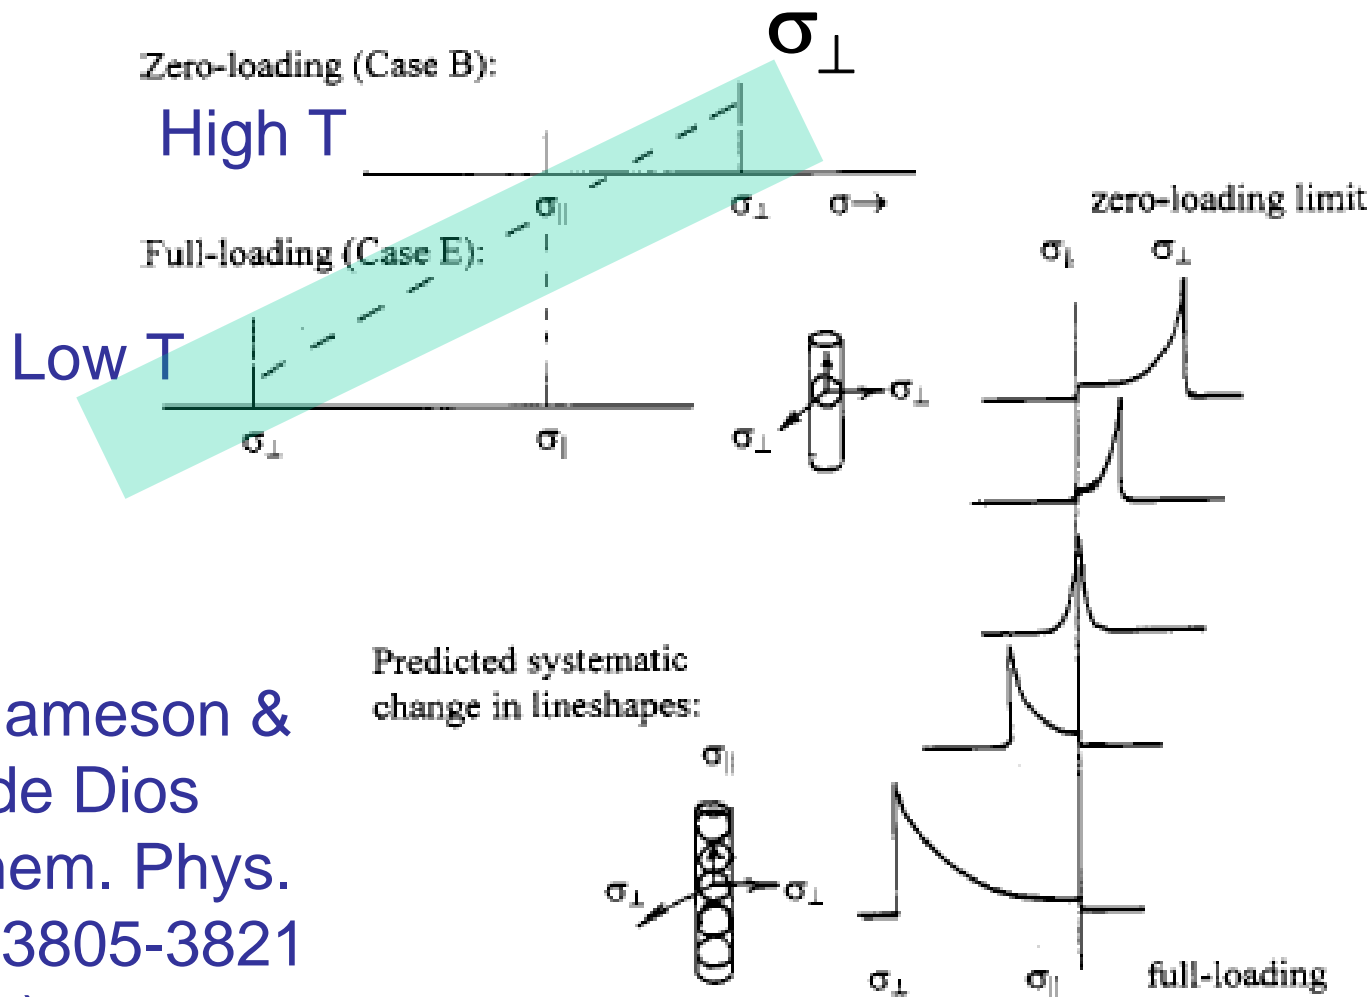 σ⊥
Zero-loading (Case B):
High T
σ||
σ⊥
σ→
Full-loading (Case E):
Low T
σ⊥
σ||
zero-loading limit
σ||
σ⊥
σ⊥
σ⊥
Predicted systematic
change in lineshapes:
σ||
σ⊥
σ⊥
σ⊥
σ||
full-loading
ameson &
de Dios
hem. Phys.
3805-3821